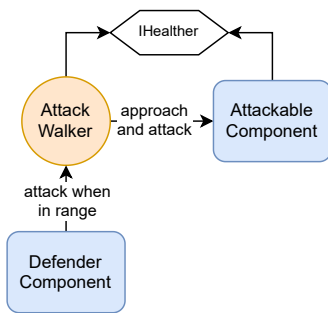 IHealther
Attack
Walker
approach
and attack
Attackable
Component
attack when
in range
Defender
Component